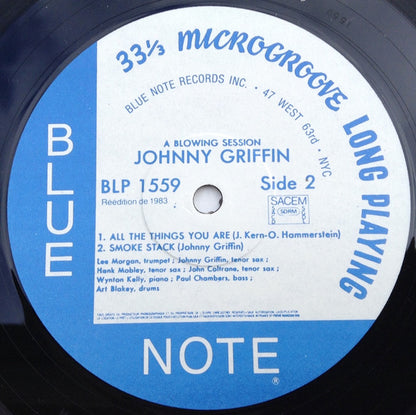 33⅓ MICROGROOVE LONG PLAYING
BLUE NOTE RECORDS INC. • 47 WEST 63rd • NYC
A BLOWING SESSION
JOHNNY GRIFFIN
BLP 1559 Side 2
Réédition de 1983
SACEM
SDRM
1. ALL THE THINGS YOU ARE (J. Kern-O. Hammerstein)
2. SMOKE STACK (Johnny Griffin)
Lee Morgan, trumpet ; Johnny Griffin, tenor sax ;
Henk Mobley, tenor sax ; John Coltrane, tenor sax ;
Wynton Kelly, piano ; Paul Chambers, bass ;
Art Blakey, drums
BLUE
NOTE
®